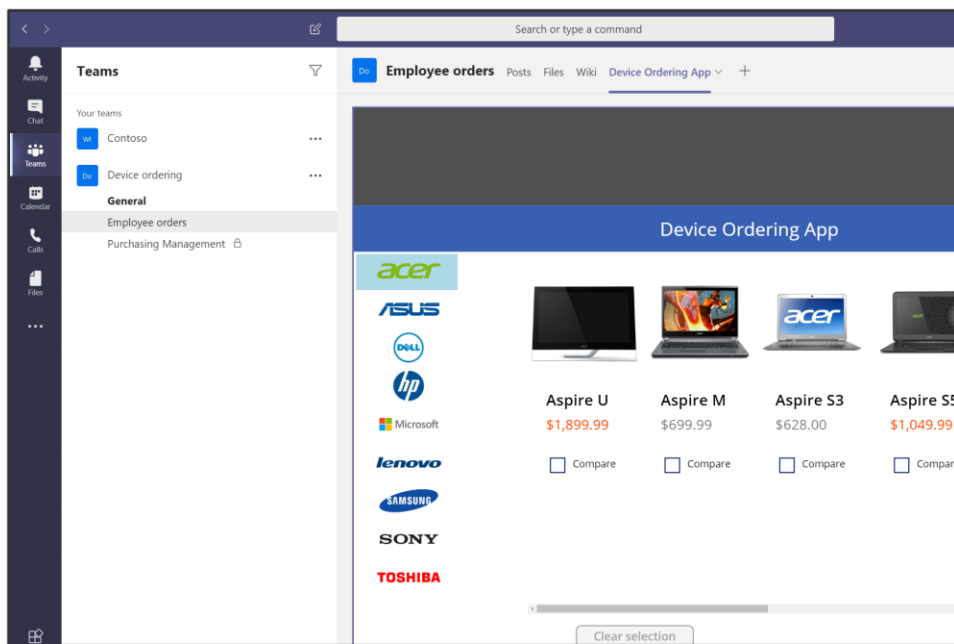 Search or type a command
Activity
Chat
Teams
Calendar
Calls
Files
Teams
Your teams
WI Contoso
Do Device ordering
General
Employee orders
Purchasing Management
Do Employee orders Posts Files Wiki Device Ordering App
Device Ordering App
acer
ASUS
DELL
hp
Microsoft
lenovo
SAMSUNG
SONY
TOSHIBA
acer
Aspire U Aspire M Aspire S3 Aspire S5
$1,899.99 $699.99 $628.00 $1,049.99
Compare Compare Compare Compar
Clear selection